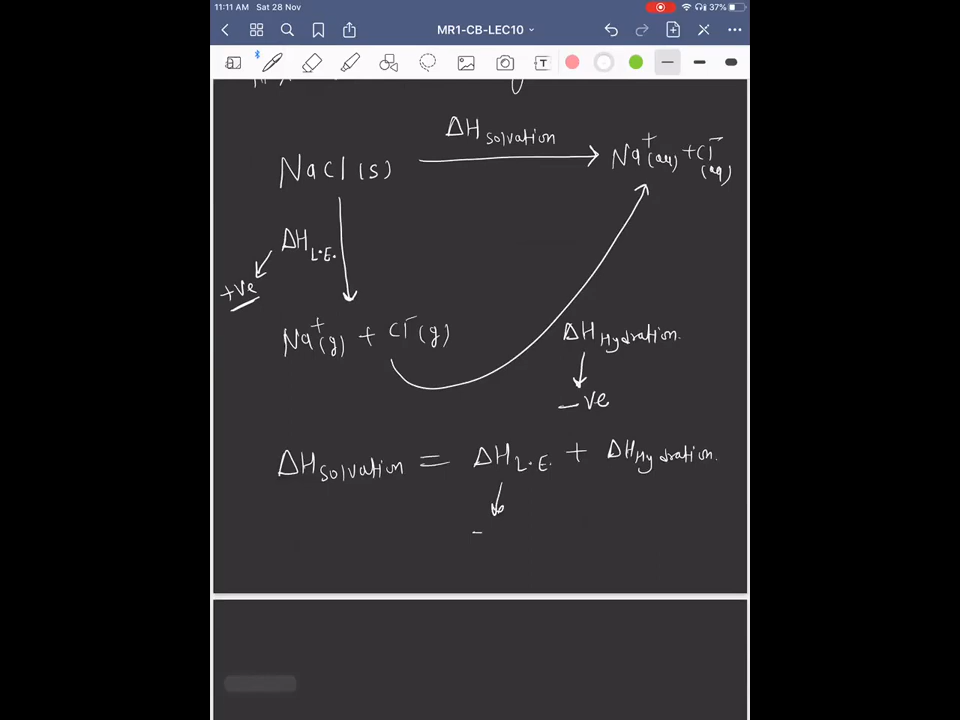 11:11 AM Sat 28 Nov 37%
MR1-CB-LEC10
T
ΔH solvation
NaCl (s) Na⁺(aq) + Cl⁻(aq)
ΔH L.E.
+ve
Na⁺(g) + Cl⁻(g)
ΔH Hydration.
-ve
ΔH solvation = ΔH L.E. + ΔH Hydration.
-